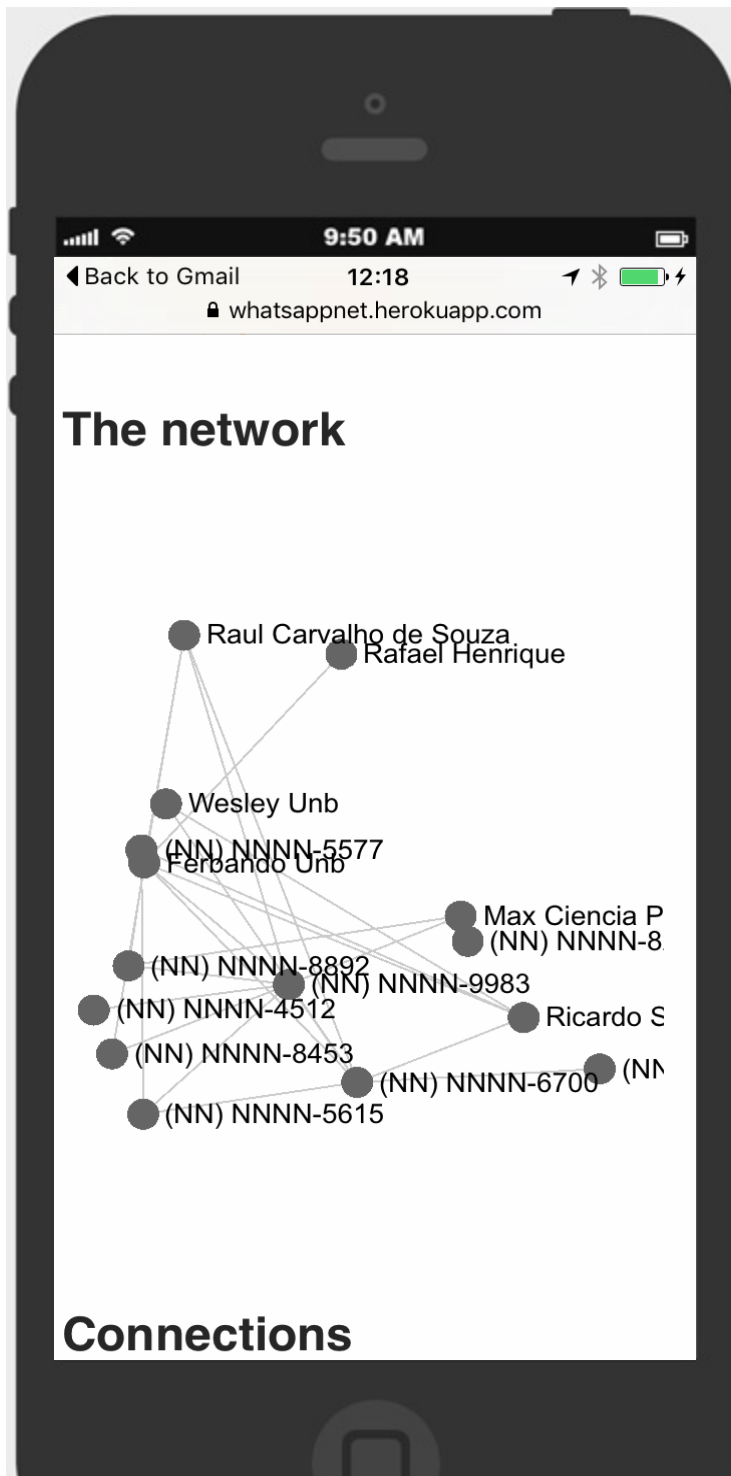 9:50 AM
Back to Gmail 12:18
whatsappnet.herokuapp.com
The network
Raul Carvalho de Souza
Rafael Henrique
Wesley Unb
(NN) NNNN-5577
Ferbando Unb
Max Ciencia P
(NN) NNNN-8
(NN) NNNN-8892
(NN) NNNN-9983
(NN) NNNN-4512
Ricardo S
(NN) NNNN-8453
(NN
(NN) NNNN-6700
(NN) NNNN-5615
Connections